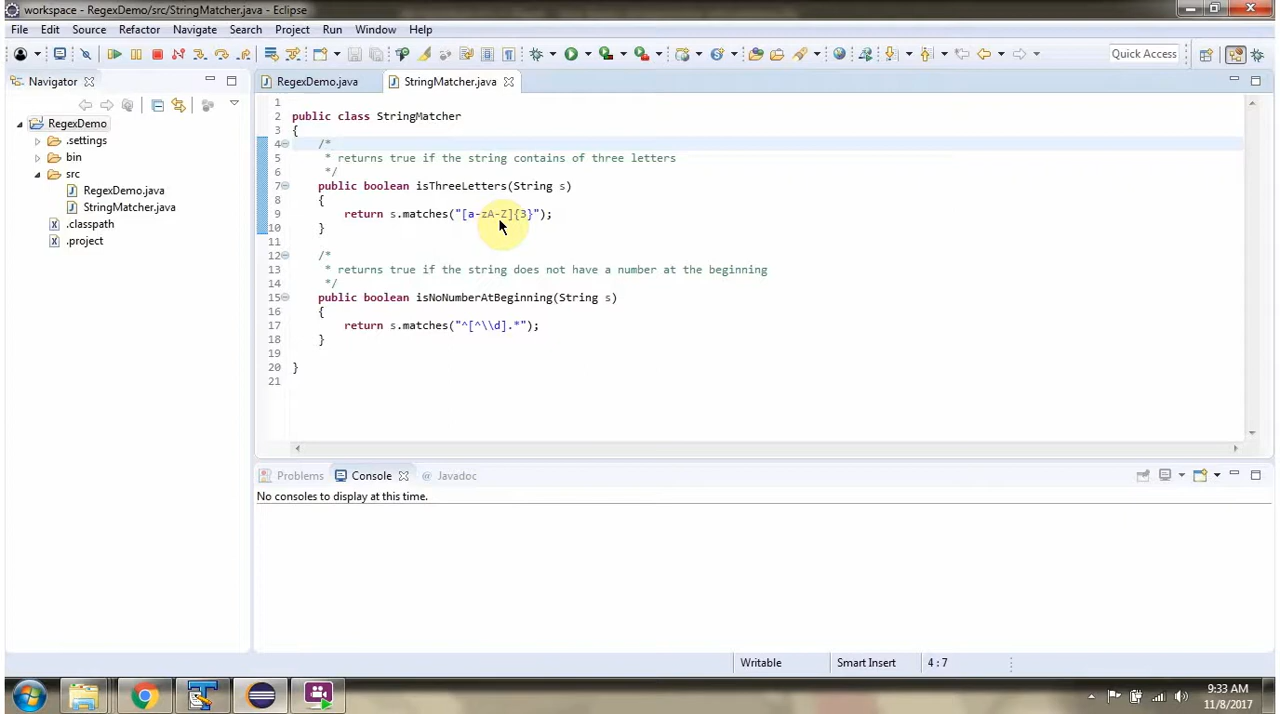 workspace - RegexDemo/src/StringMatcher.java - Eclipse
File Edit Source Refactor Navigate Search Project Run Window Help
Quick Access
Navigator
RegexDemo.java StringMatcher.java
RegexDemo
.settings
bin
src
RegexDemo.java
StringMatcher.java
.classpath
.project
1
2 public class StringMatcher
3 {
4 /*
5 * returns true if the string contains of three letters
6 */
7 public boolean isThreeLetters(String s)
8 {
9 return s.matches("[a-zA-Z]{3}");
10 }
11
12 /*
13 * returns true if the string does not have a number at the beginning
14 */
15 public boolean isNoNumberAtBeginning(String s)
16 {
17 return s.matches("^[^\\d].*");
18 }
19
20 }
21
Problems Console Javadoc
No consoles to display at this time.
Writable Smart Insert 4 : 7
9:33 AM
11/8/2017